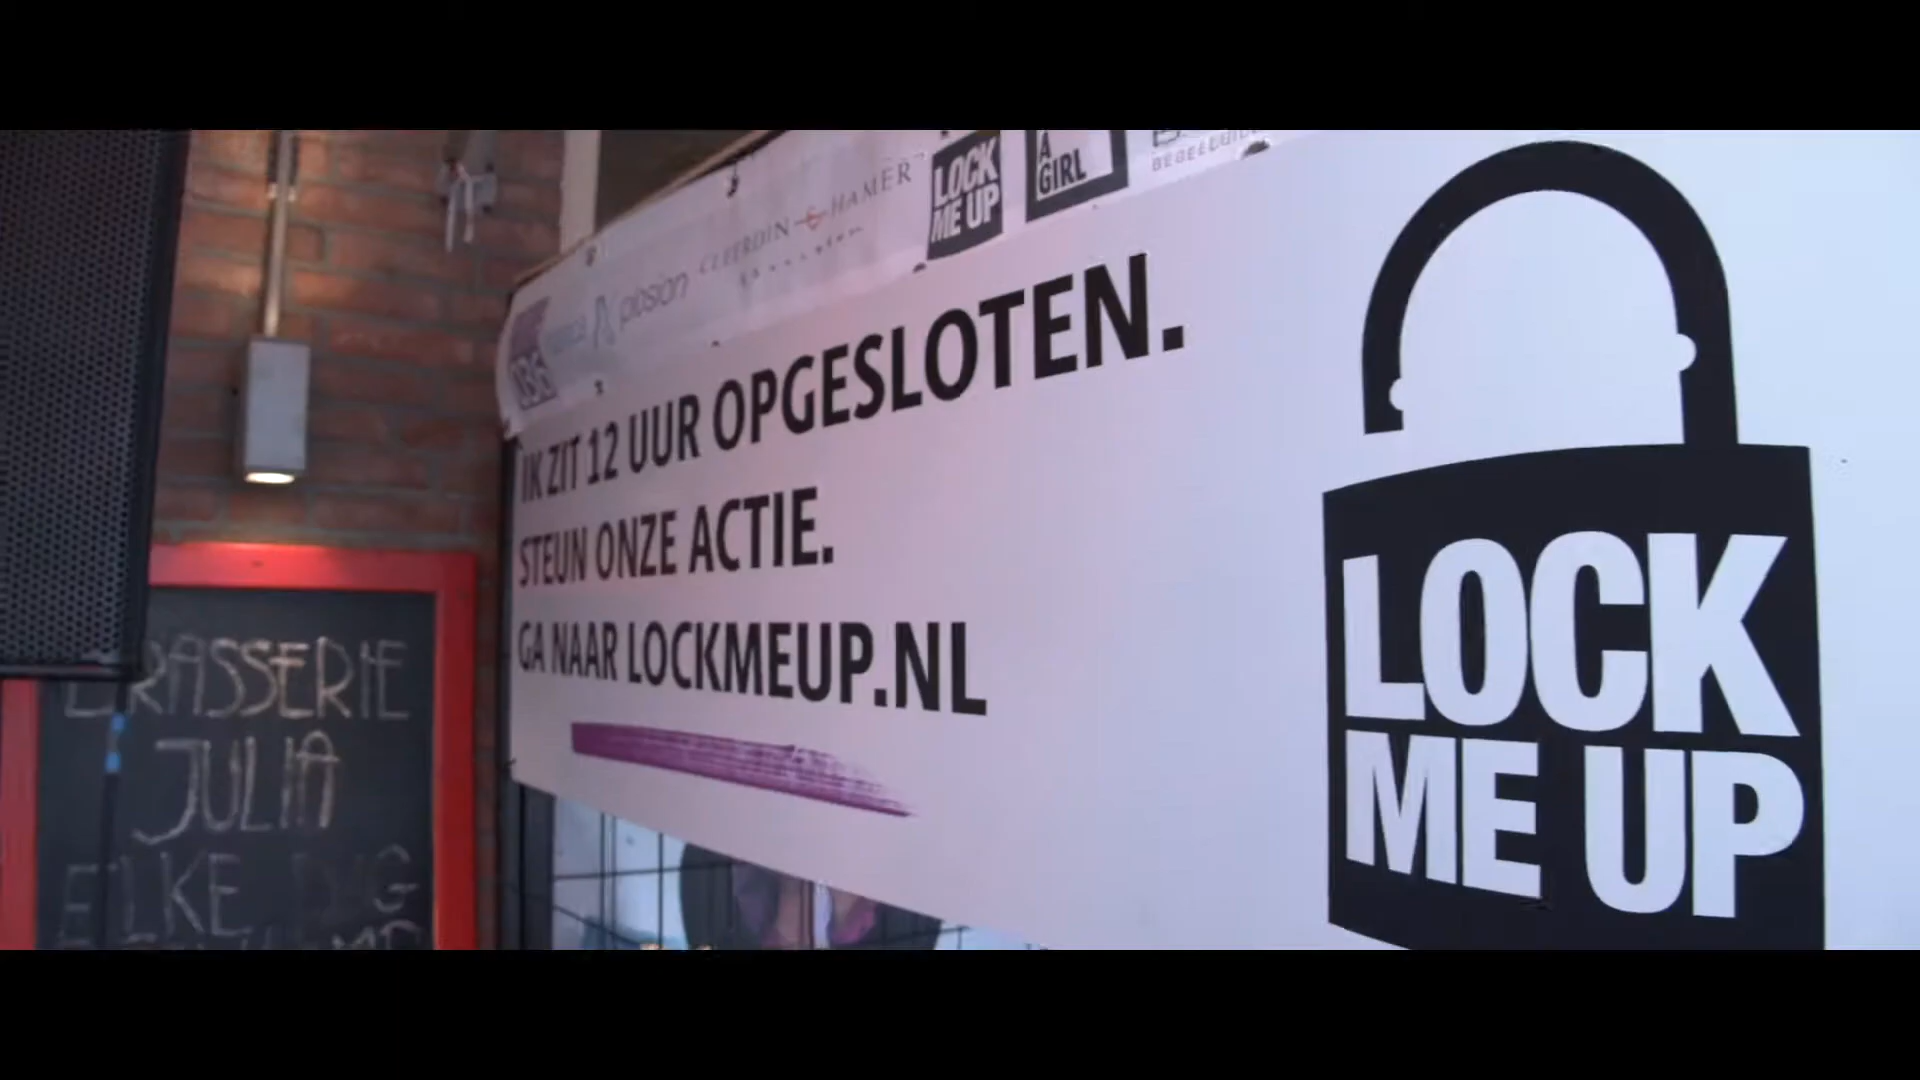 CLEERDIN & HAMER
LOCK
ME UP
A
GIRL
plosion
IK ZIT 12 UUR OPGESLOTEN.
STEUN ONZE ACTIE.
GA NAAR LOCKMEUP.NL
LOCK
ME UP
BRASSERIE
JULIA
ELKE DAG